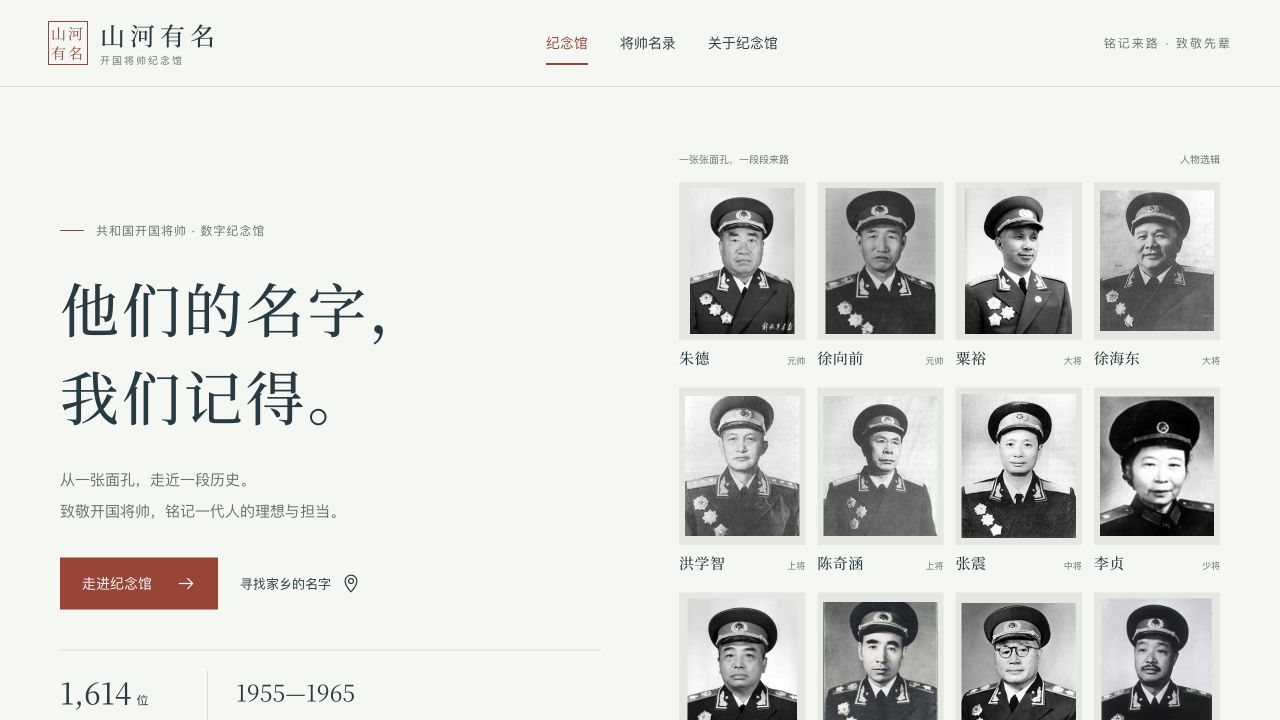 山河
有名
山河有名
开国将帅纪念馆
纪念馆
将帅名录
关于纪念馆
铭记来路 · 致敬先辈
共和国开国将帅 · 数字纪念馆
他们的名字，
我们记得。
从一张面孔，走近一段历史。
致敬开国将帅，铭记一代人的理想与担当。
走进纪念馆
寻找家乡的名字
1,614 位
1955—1965
一张张面孔，一段段来路
人物选辑
朱德 元帅
徐向前 元帅
粟裕 大将
徐海东 大将
洪学智 上将
陈奇涵 上将
张震 中将
李贞 少将